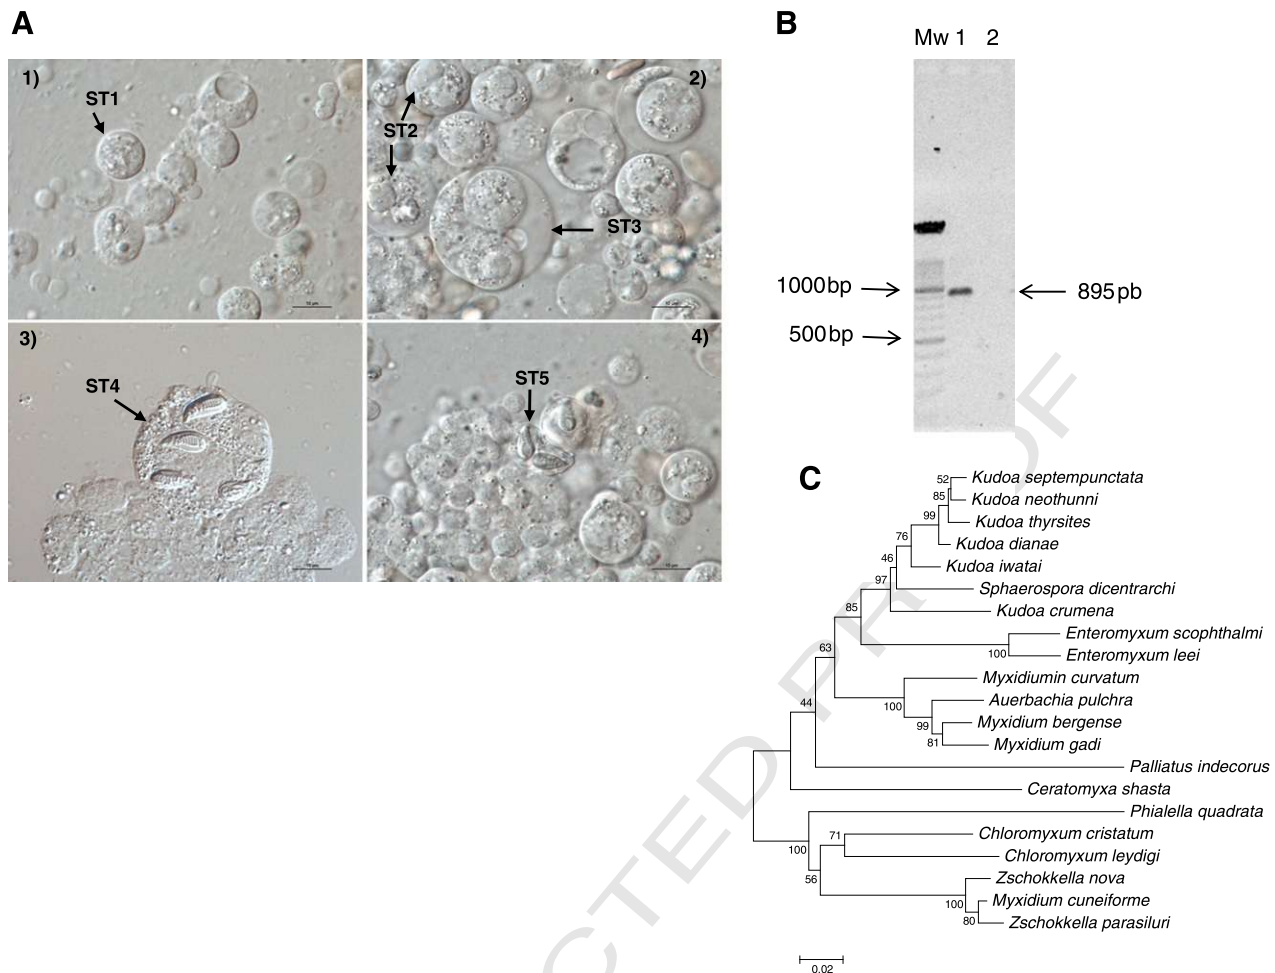 A
B
Mw 1 2
1)
ST1
2)
ST2
ST3
3)
ST4
4)
ST5
1000bp
895pb
500bp
C
52
Kudoa septempunctata
85
Kudoa neothunni
99
Kudoa thyrsites
76
Kudoa dianae
46
Kudoa iwatai
97
Sphaerospora dicentrarchi
85
Kudoa crumena
Enteromyxum scophthalmi
100
Enteromyxum leei
63
Myxidiumin curvatum
100
Auerbachia pulchra
44
99
Myxidium bergense
81
Myxidium gadi
Palliatus indecorus
Ceratomyxa shasta
Phialella quadrata
71
Chloromyxum cristatum
100
Chloromyxum leydigi
56
Zschokkella nova
100
Myxidium cuneiforme
80
Zschokkella parasiluri
0.02